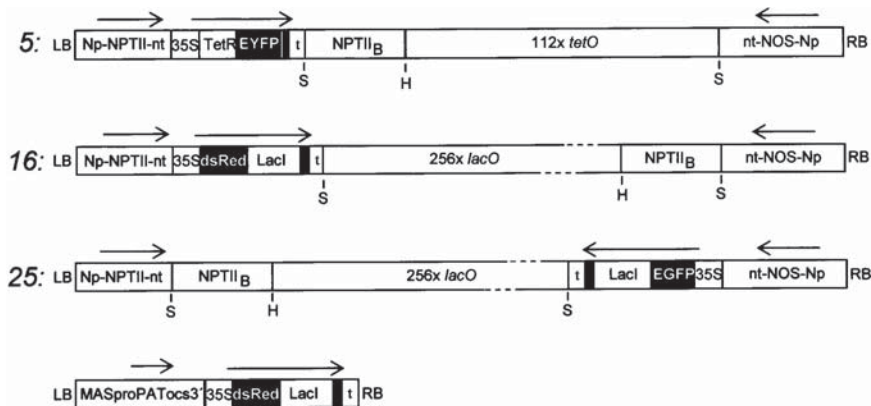 5: LB Np-NPTII-nt 35S TetR EYFP t NPTIIB 112x tetO nt-NOS-Np RB
S H S
16: LB Np-NPTII-nt 35S dsRed LacI t 256x lacO NPTIIB nt-NOS-Np RB
S H S
25: LB Np-NPTII-nt NPTIIB 256x lacO t LacI EGFP 35S nt-NOS-Np RB
S H S
LB MASproPATocs3´ 35S dsRed LacI t RB